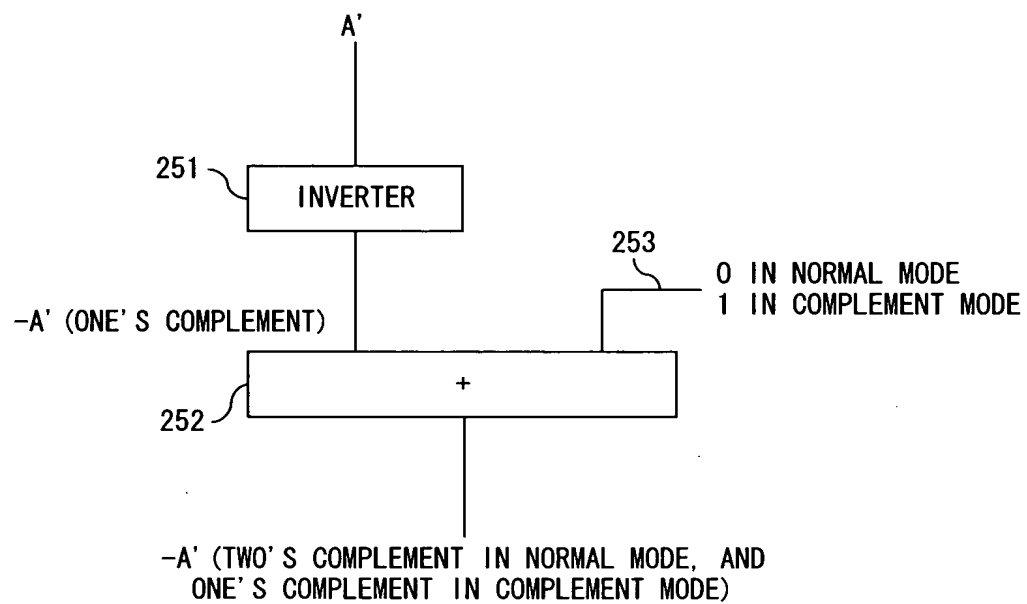 A'
251
INVERTER
253
0 IN NORMAL MODE
1 IN COMPLEMENT MODE
-A' (ONE'S COMPLEMENT)
+
252
-A' (TWO'S COMPLEMENT IN NORMAL MODE, AND
ONE'S COMPLEMENT IN COMPLEMENT MODE)